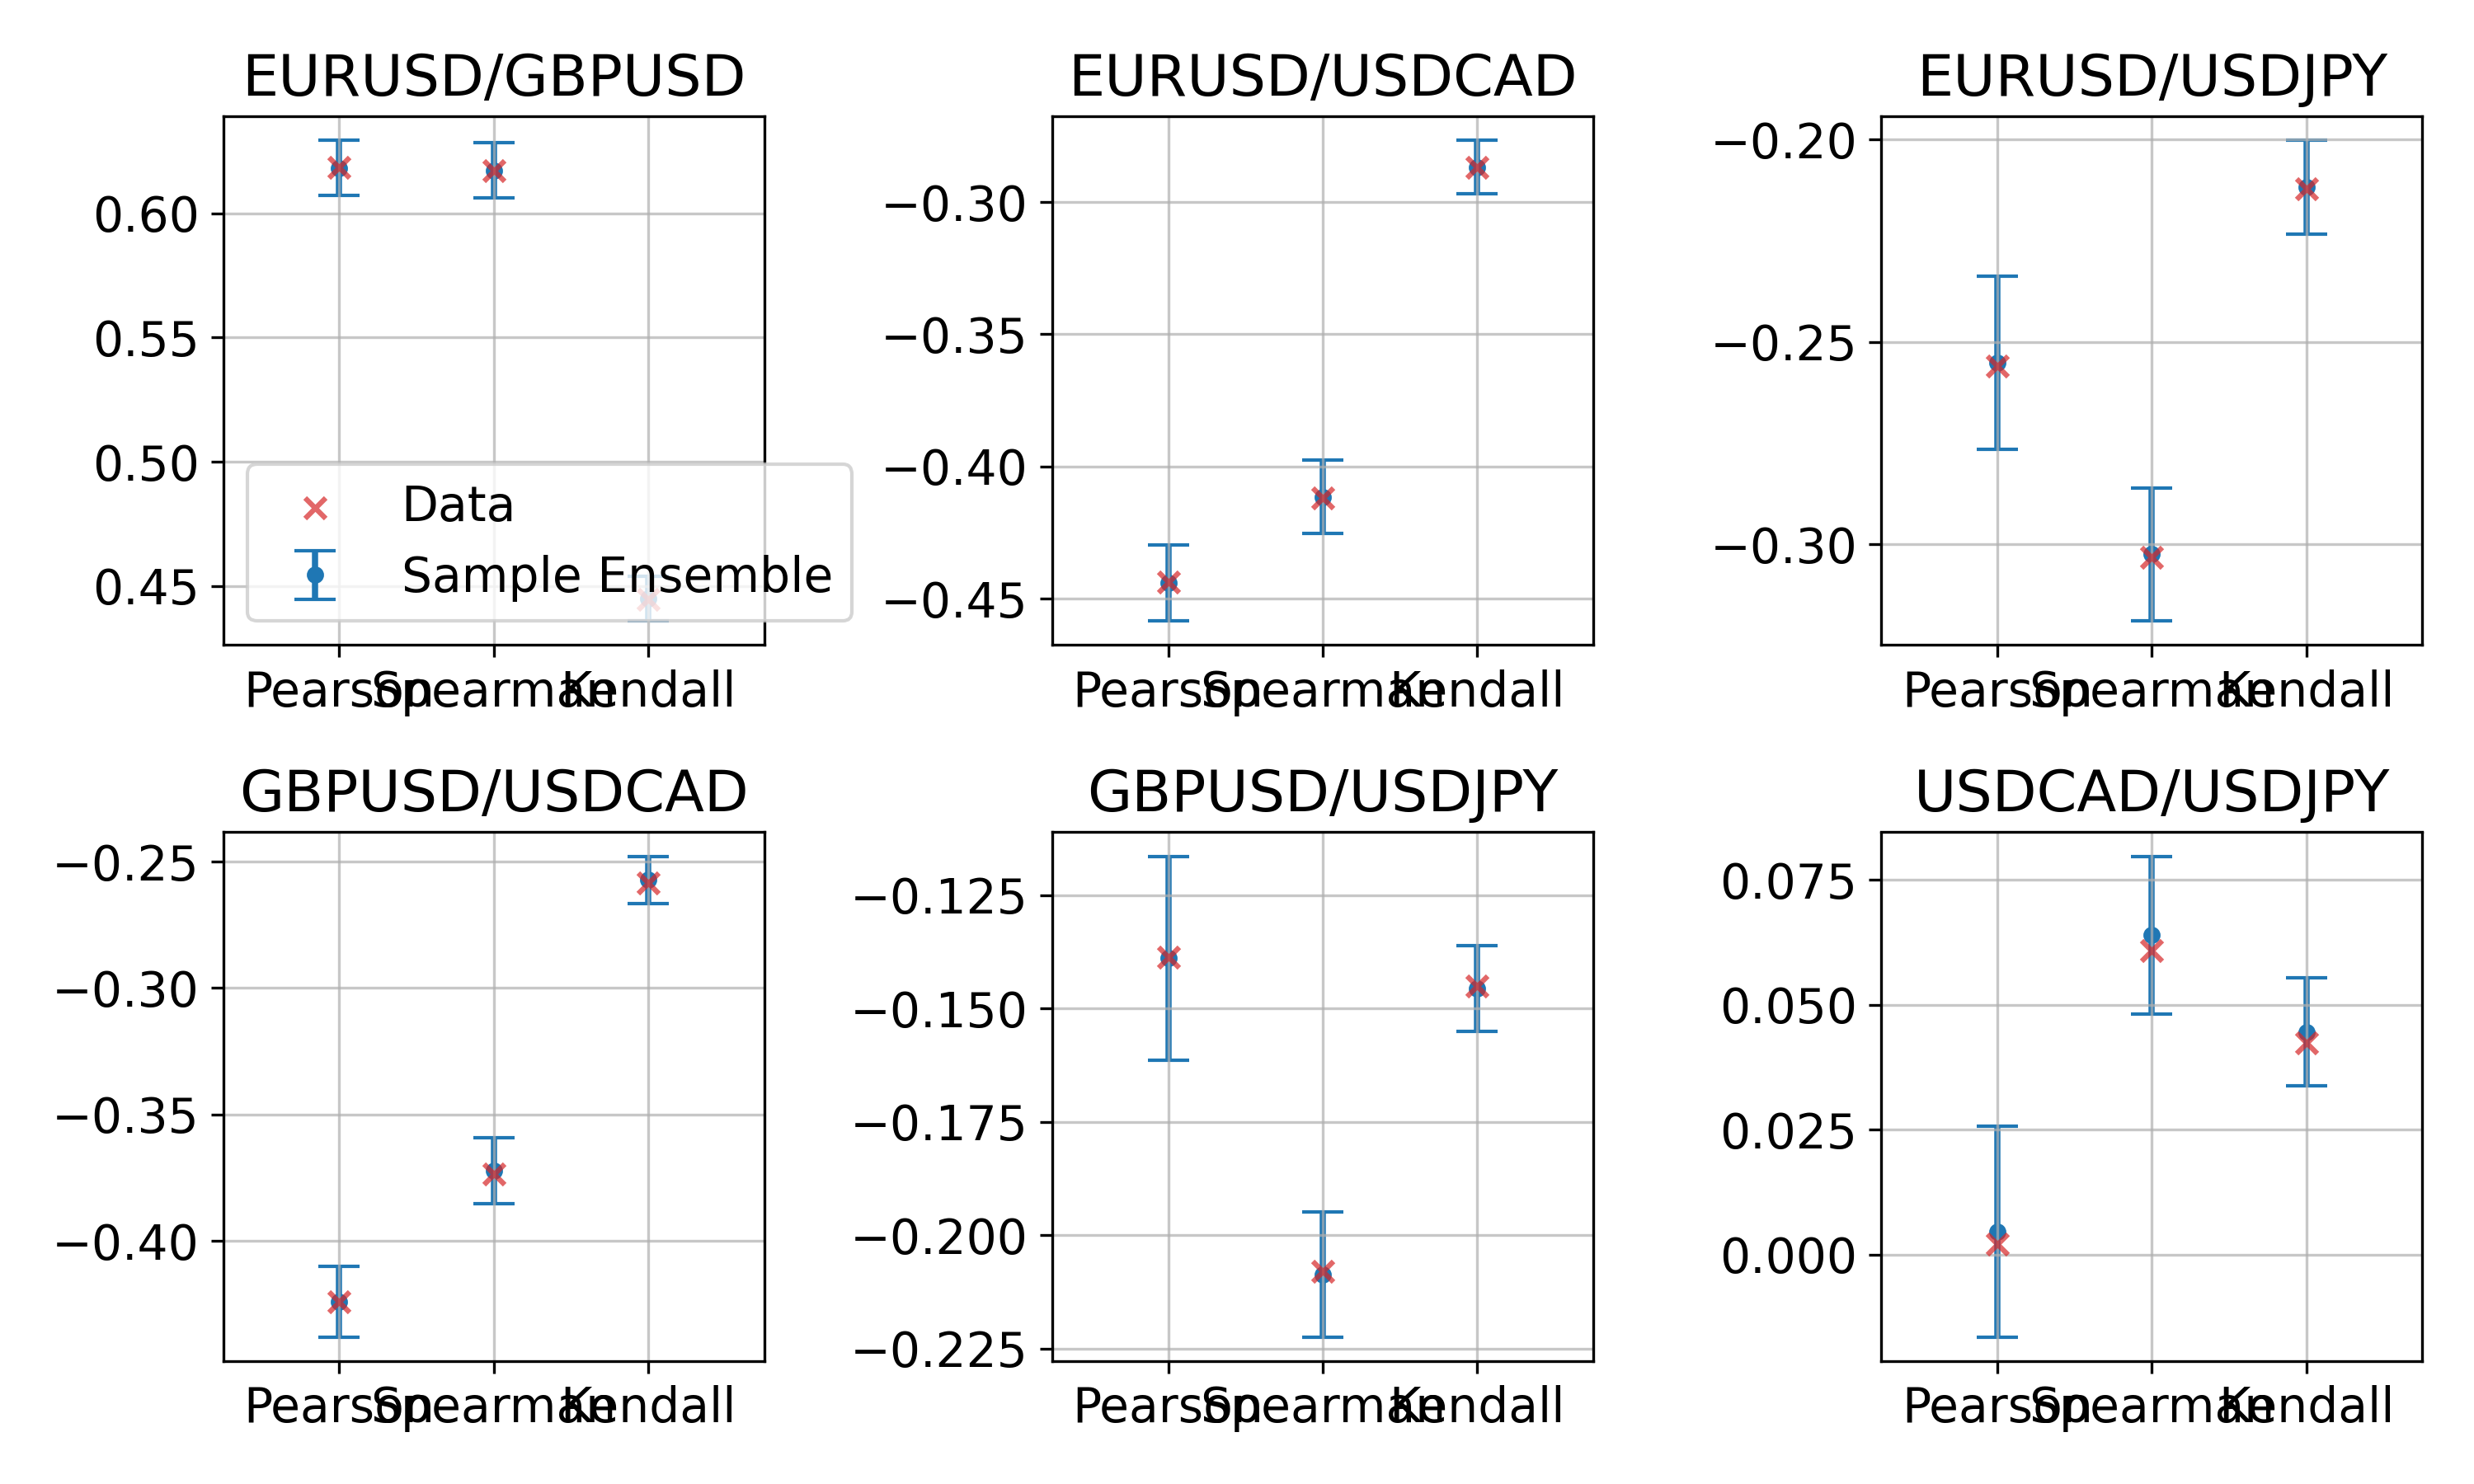 EURUSD/GBPUSD
0.60
0.55
0.50
0.45
Data
Sample Ensemble
Pearson Spearman Kendall
EURUSD/USDCAD
−0.30
−0.35
−0.40
−0.45
Pearson Spearman Kendall
EURUSD/USDJPY
−0.20
−0.25
−0.30
Pearson Spearman Kendall
GBPUSD/USDCAD
−0.25
−0.30
−0.35
−0.40
Pearson Spearman Kendall
GBPUSD/USDJPY
−0.125
−0.150
−0.175
−0.200
−0.225
Pearson Spearman Kendall
USDCAD/USDJPY
0.075
0.050
0.025
0.000
Pearson Spearman Kendall